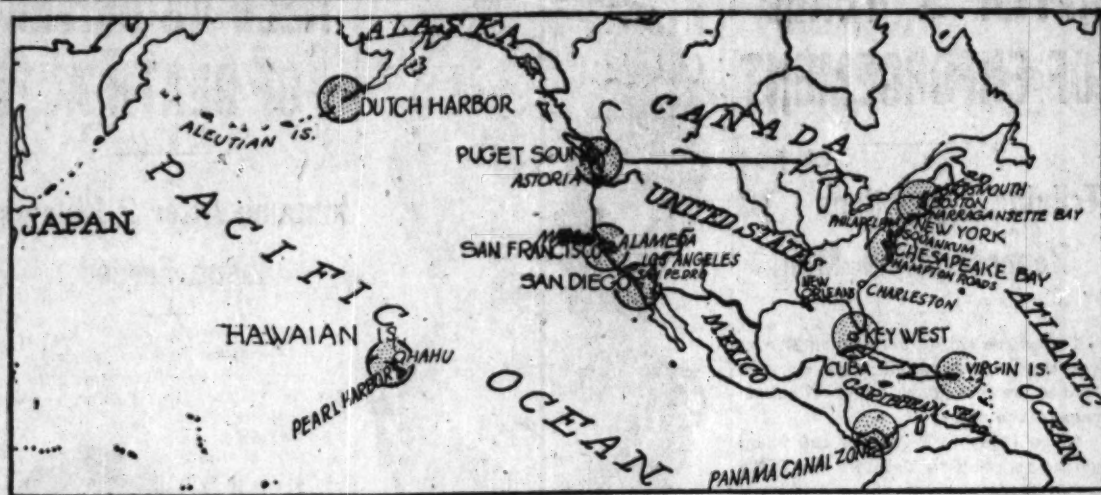 ALASKA
DUTCH HARBOR
ALEUTIAN IS.
CANADA
PUGET SOUND
ASTORIA
PORTSMOUTH
BOSTON
NARRAGANSETTE BAY
PHILADELPHIA
NEW YORK
JAPAN
PACIFIC
UNITED STATES
ALAMEDA
SAN FRANCISCO
LOS ANGELES
SAN PEDRO
SAN DIEGO
CHESAPEAKE BAY
HAMPTON ROADS
NEW
ORLEANS
CHARLESTON
ATLANTIC
OCEAN
HAWAIAN IS.
OHAHU
PEARL HARBOR
MEXICO
KEY WEST
CUBA
VIRGIN IS.
CARIBBEAN SEA
OCEAN
PANAMA CANAL ZONE